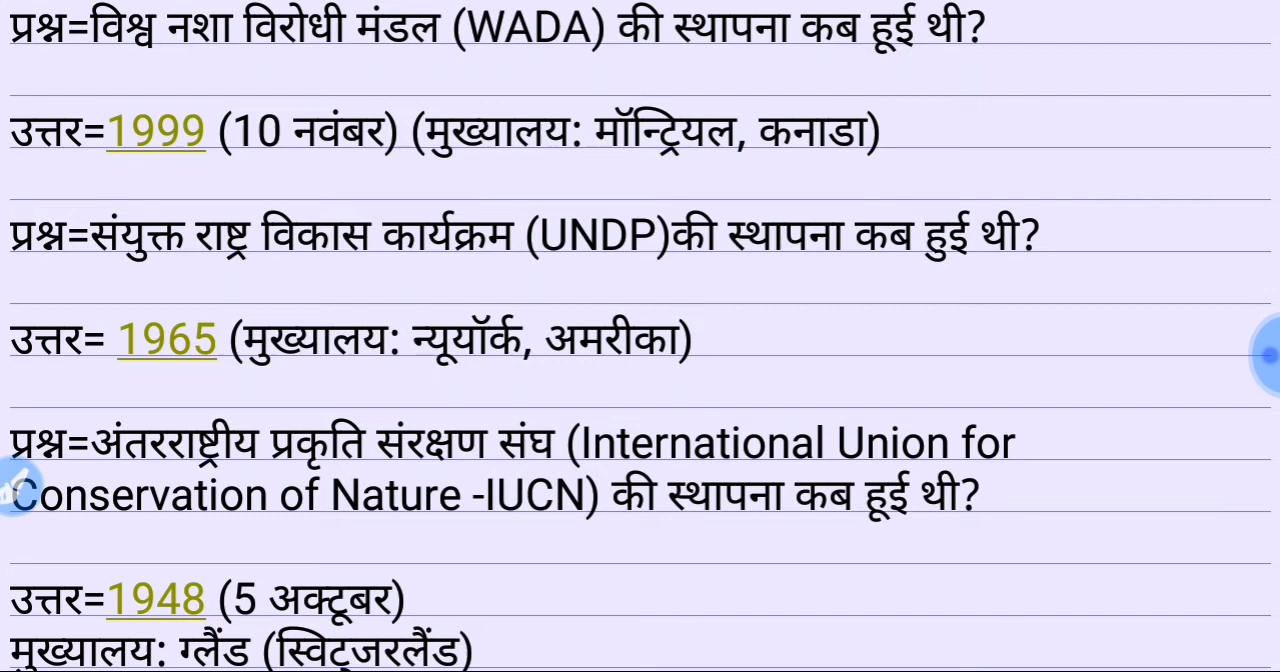 प्रश्न=विश्व नशा विरोधी मंडल (WADA) की स्थापना कब हूई थी?
उत्तर=1999 (10 नवंबर) (मुख्यालय: मॉन्ट्रियल, कनाडा)
प्रश्न=संयुक्त राष्ट्र विकास कार्यक्रम (UNDP)की स्थापना कब हुई थी?
उत्तर= 1965 (मुख्यालय: न्यूयॉर्क, अमरीका)
प्रश्न=अंतरराष्ट्रीय प्रकृति संरक्षण संघ (International Union for
Conservation of Nature -IUCN) की स्थापना कब हूई थी?
उत्तर=1948 (5 अक्टूबर)
मुख्यालय: ग्लैंड (स्विट्जरलैंड)